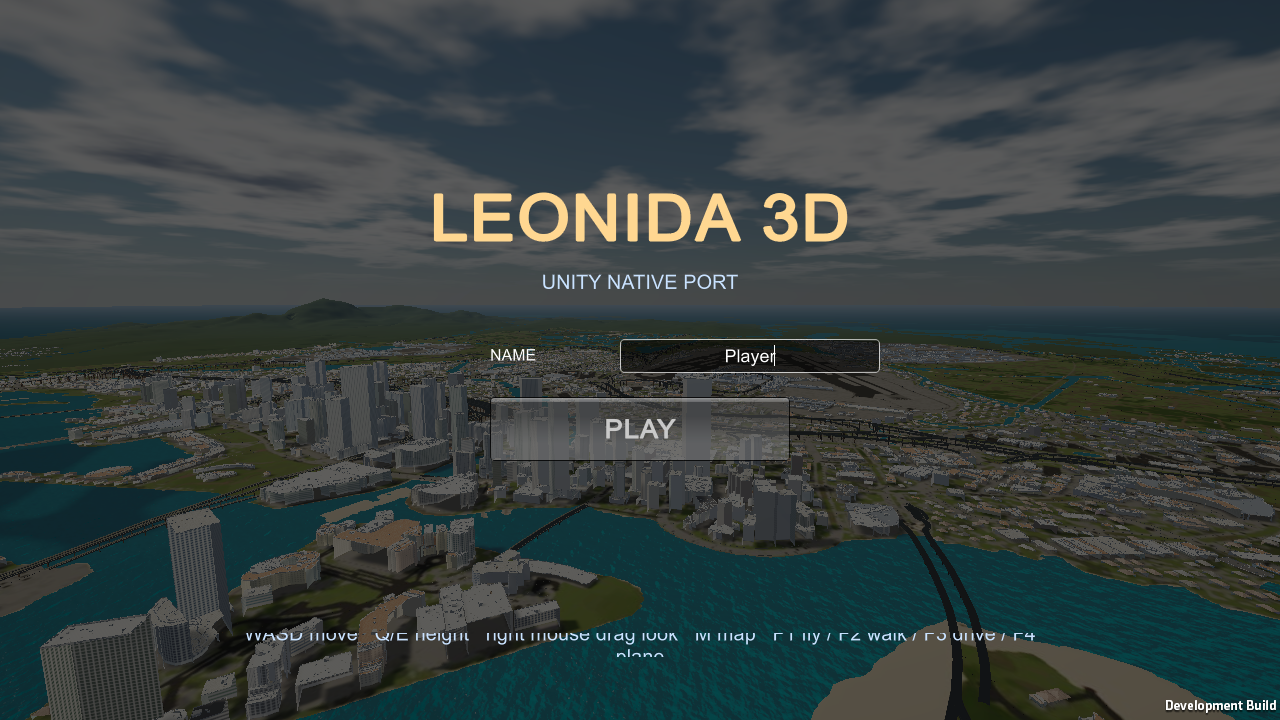 LEONIDA 3D
UNITY NATIVE PORT
NAME
Player
PLAY
WASD move Q/E height right mouse drag look M map F1 fly / F2 walk / F3 drive / F4
plane
Development Build